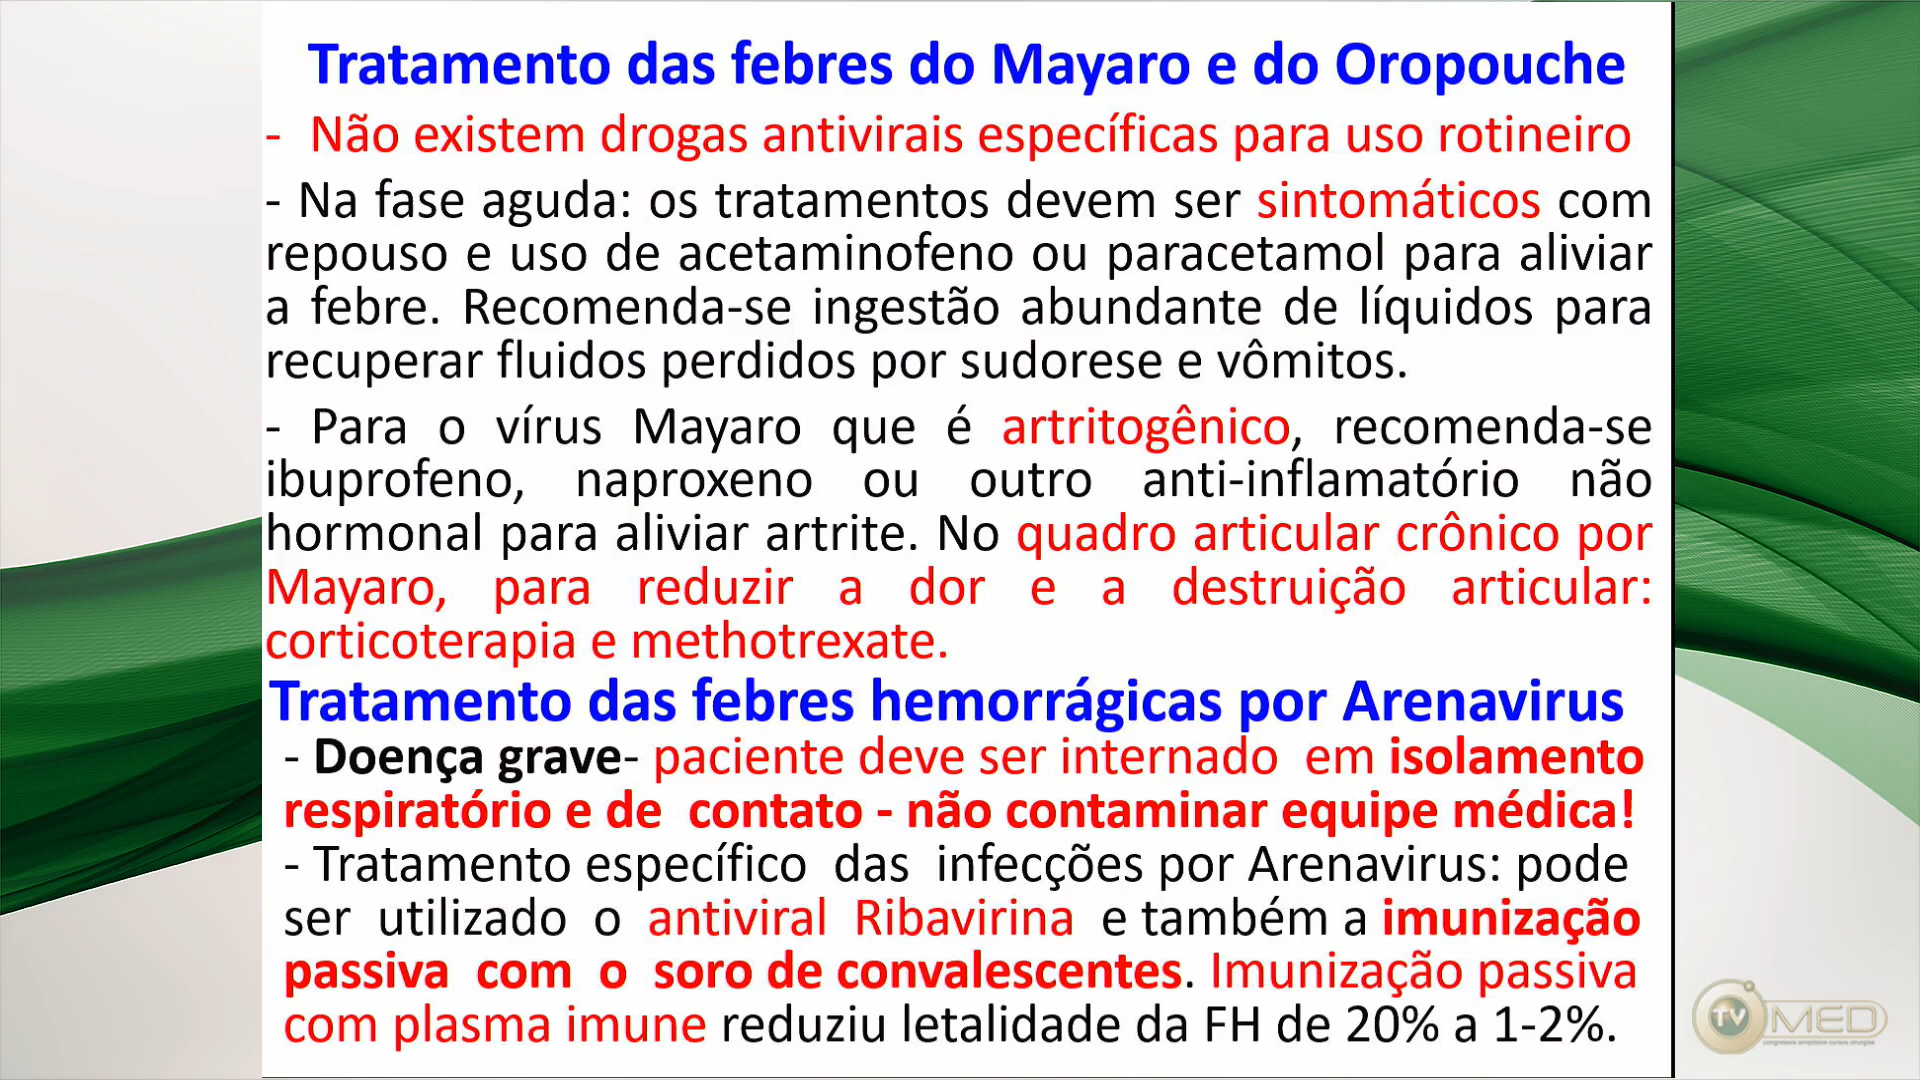 Tratamento das febres do Mayaro e do Oropouche
- Não existem drogas antivirais específicas para uso rotineiro
- Na fase aguda: os tratamentos devem ser sintomáticos com
repouso e uso de acetaminofeno ou paracetamol para aliviar
a febre. Recomenda-se ingestão abundante de líquidos para
recuperar fluidos perdidos por sudorese e vômitos.
- Para o vírus Mayaro que é artritogênico, recomenda-se
ibuprofeno, naproxeno ou outro anti-inflamatório não
hormonal para aliviar artrite. No quadro articular crônico por
Mayaro, para reduzir a dor e a destruição articular:
corticoterapia e methotrexate.
Tratamento das febres hemorrágicas por Arenavirus
- Doença grave- paciente deve ser internado em isolamento
respiratório e de contato - não contaminar equipe médica!
- Tratamento específico das infecções por Arenavirus: pode
ser utilizado o antiviral Ribavirina e também a imunização
passiva com o soro de convalescentes. Imunização passiva
com plasma imune reduziu letalidade da FH de 20% a 1-2%.
TV MED